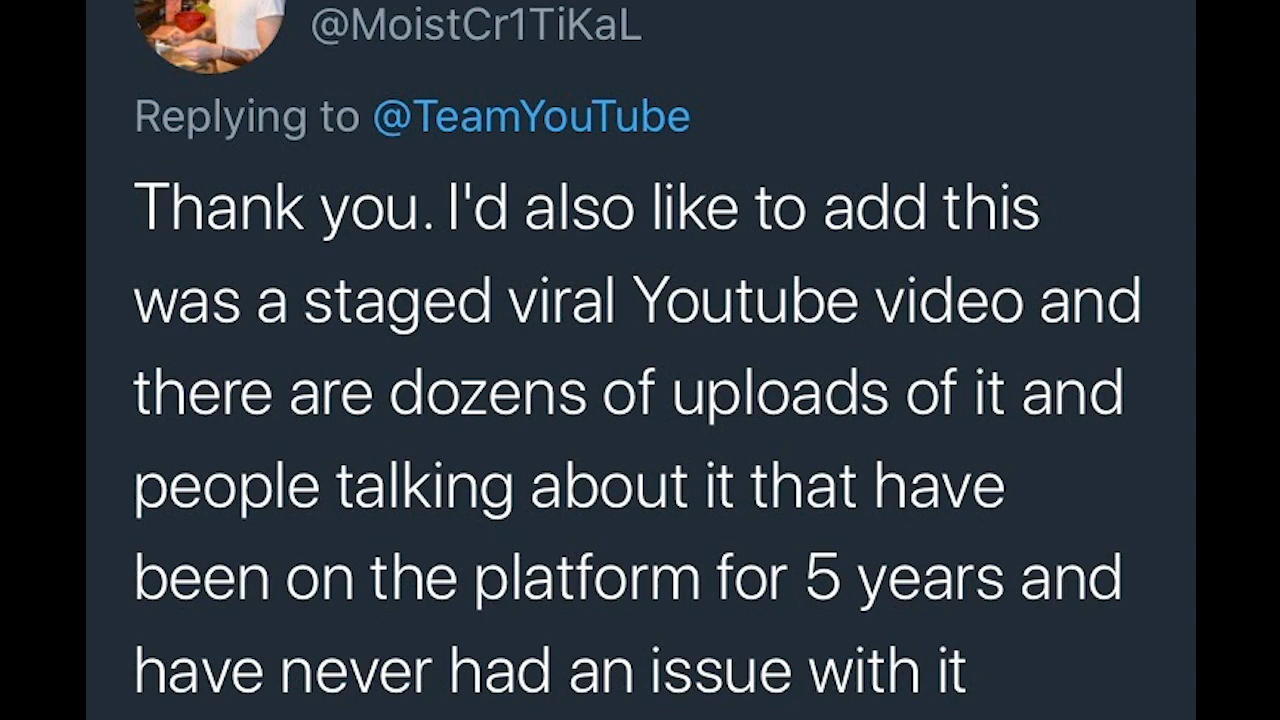 @MoistCr1TiKaL
Replying to @TeamYouTube
Thank you. I'd also like to add this
was a staged viral Youtube video and
there are dozens of uploads of it and
people talking about it that have
been on the platform for 5 years and
have never had an issue with it